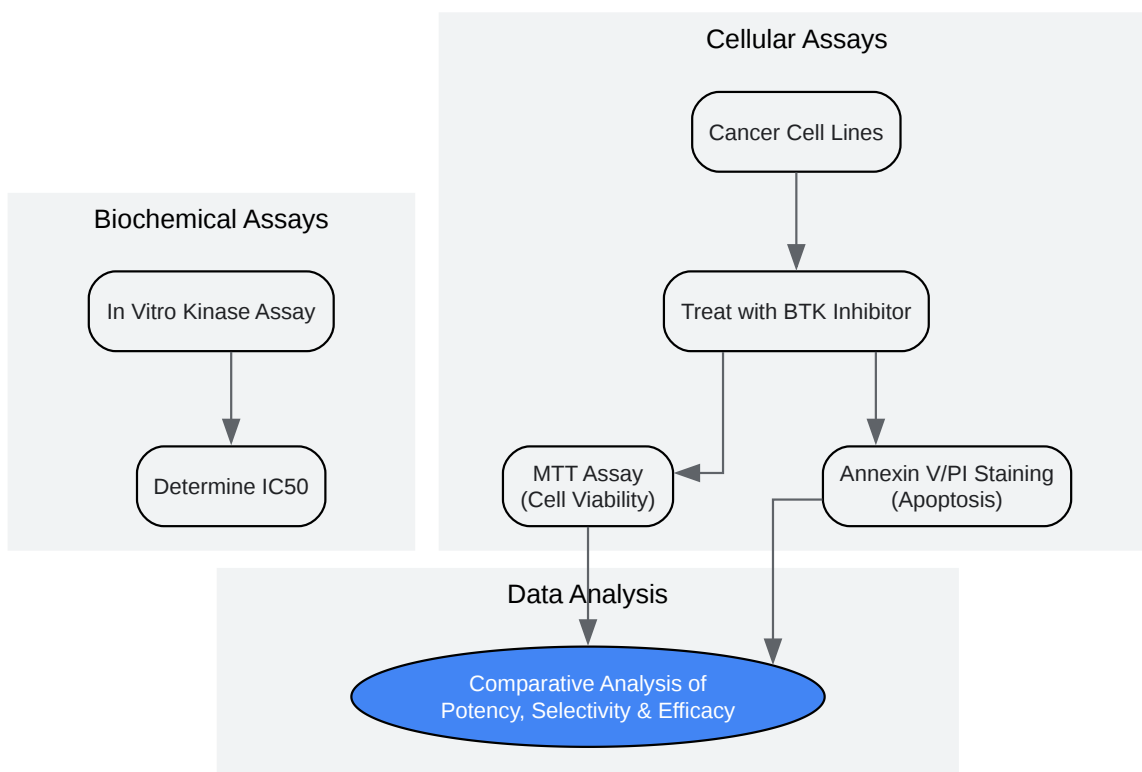 Cellular Assays
Cancer Cell Lines
Biochemical Assays
In Vitro Kinase Assay
Treat with BTK Inhibitor
Determine IC50
MTT Assay
(Cell Viability)
Annexin V/PI Staining
(Apoptosis)
Data Analysis
Comparative Analysis of
Potency, Selectivity & Efficacy